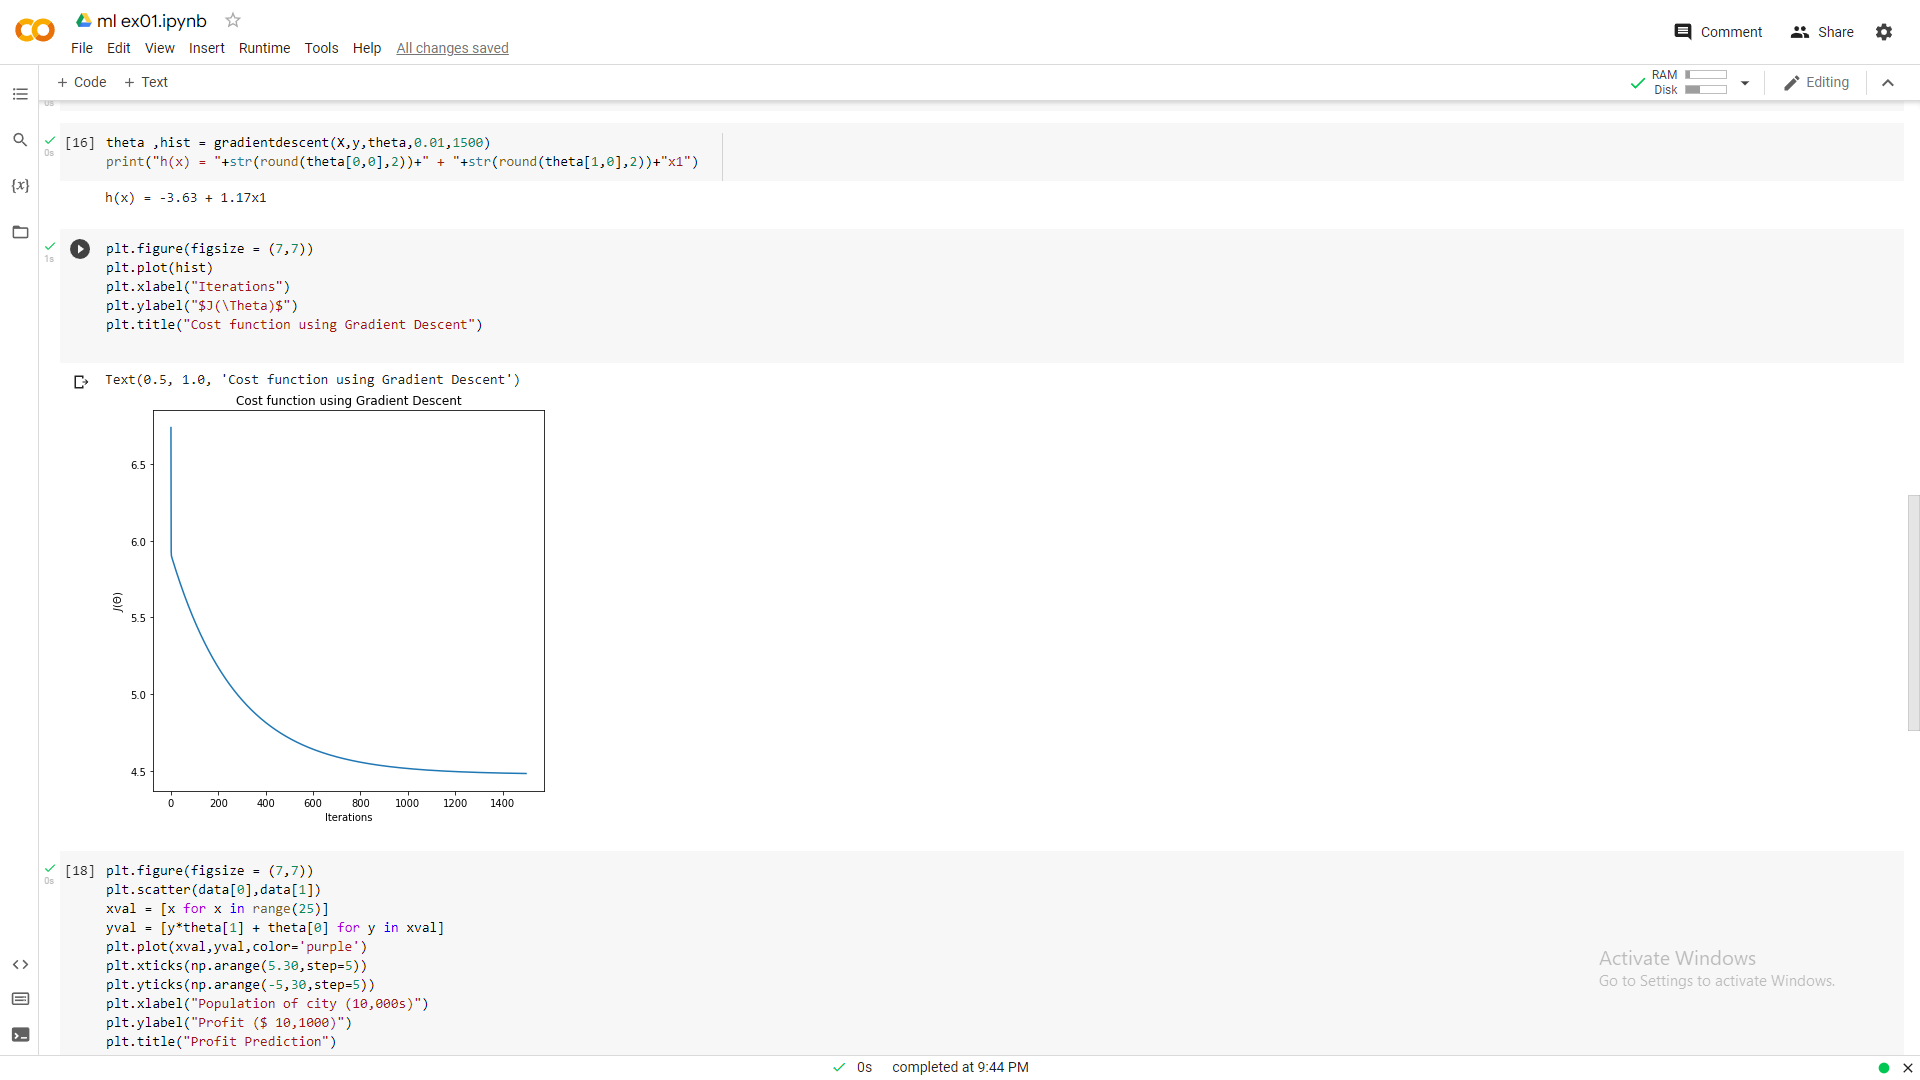 ml ex01.ipynb
File Edit View Insert Runtime Tools Help All changes saved
Comment Share
+ Code + Text
RAM
Disk
Editing
0s
[16] theta ,hist = gradientdescent(X,y,theta,0.01,1500)
0s
print("h(x) = "+str(round(theta[0,0],2))+" + "+str(round(theta[1,0],2))+"x1")
h(x) = -3.63 + 1.17x1
{x}
1s
plt.figure(figsize = (7,7))
plt.plot(hist)
plt.xlabel("Iterations")
plt.ylabel("$J(\Theta)$")
plt.title("Cost function using Gradient Descent")
Text(0.5, 1.0, 'Cost function using Gradient Descent')
Cost function using Gradient Descent
6.5
6.0
5.5
5.0
4.5
J(Θ)
0 200 400 600 800 1000 1200 1400
Iterations
[18] plt.figure(figsize = (7,7))
0s
plt.scatter(data[0],data[1])
xval = [x for x in range(25)]
yval = [y*theta[1] + theta[0] for y in xval]
plt.plot(xval,yval,color='purple')
plt.xticks(np.arange(5.30,step=5))
plt.yticks(np.arange(-5,30,step=5))
plt.xlabel("Population of city (10,000s)")
plt.ylabel("Profit ($ 10,1000)")
plt.title("Profit Prediction")
Activate Windows
Go to Settings to activate Windows.
0s completed at 9:44 PM